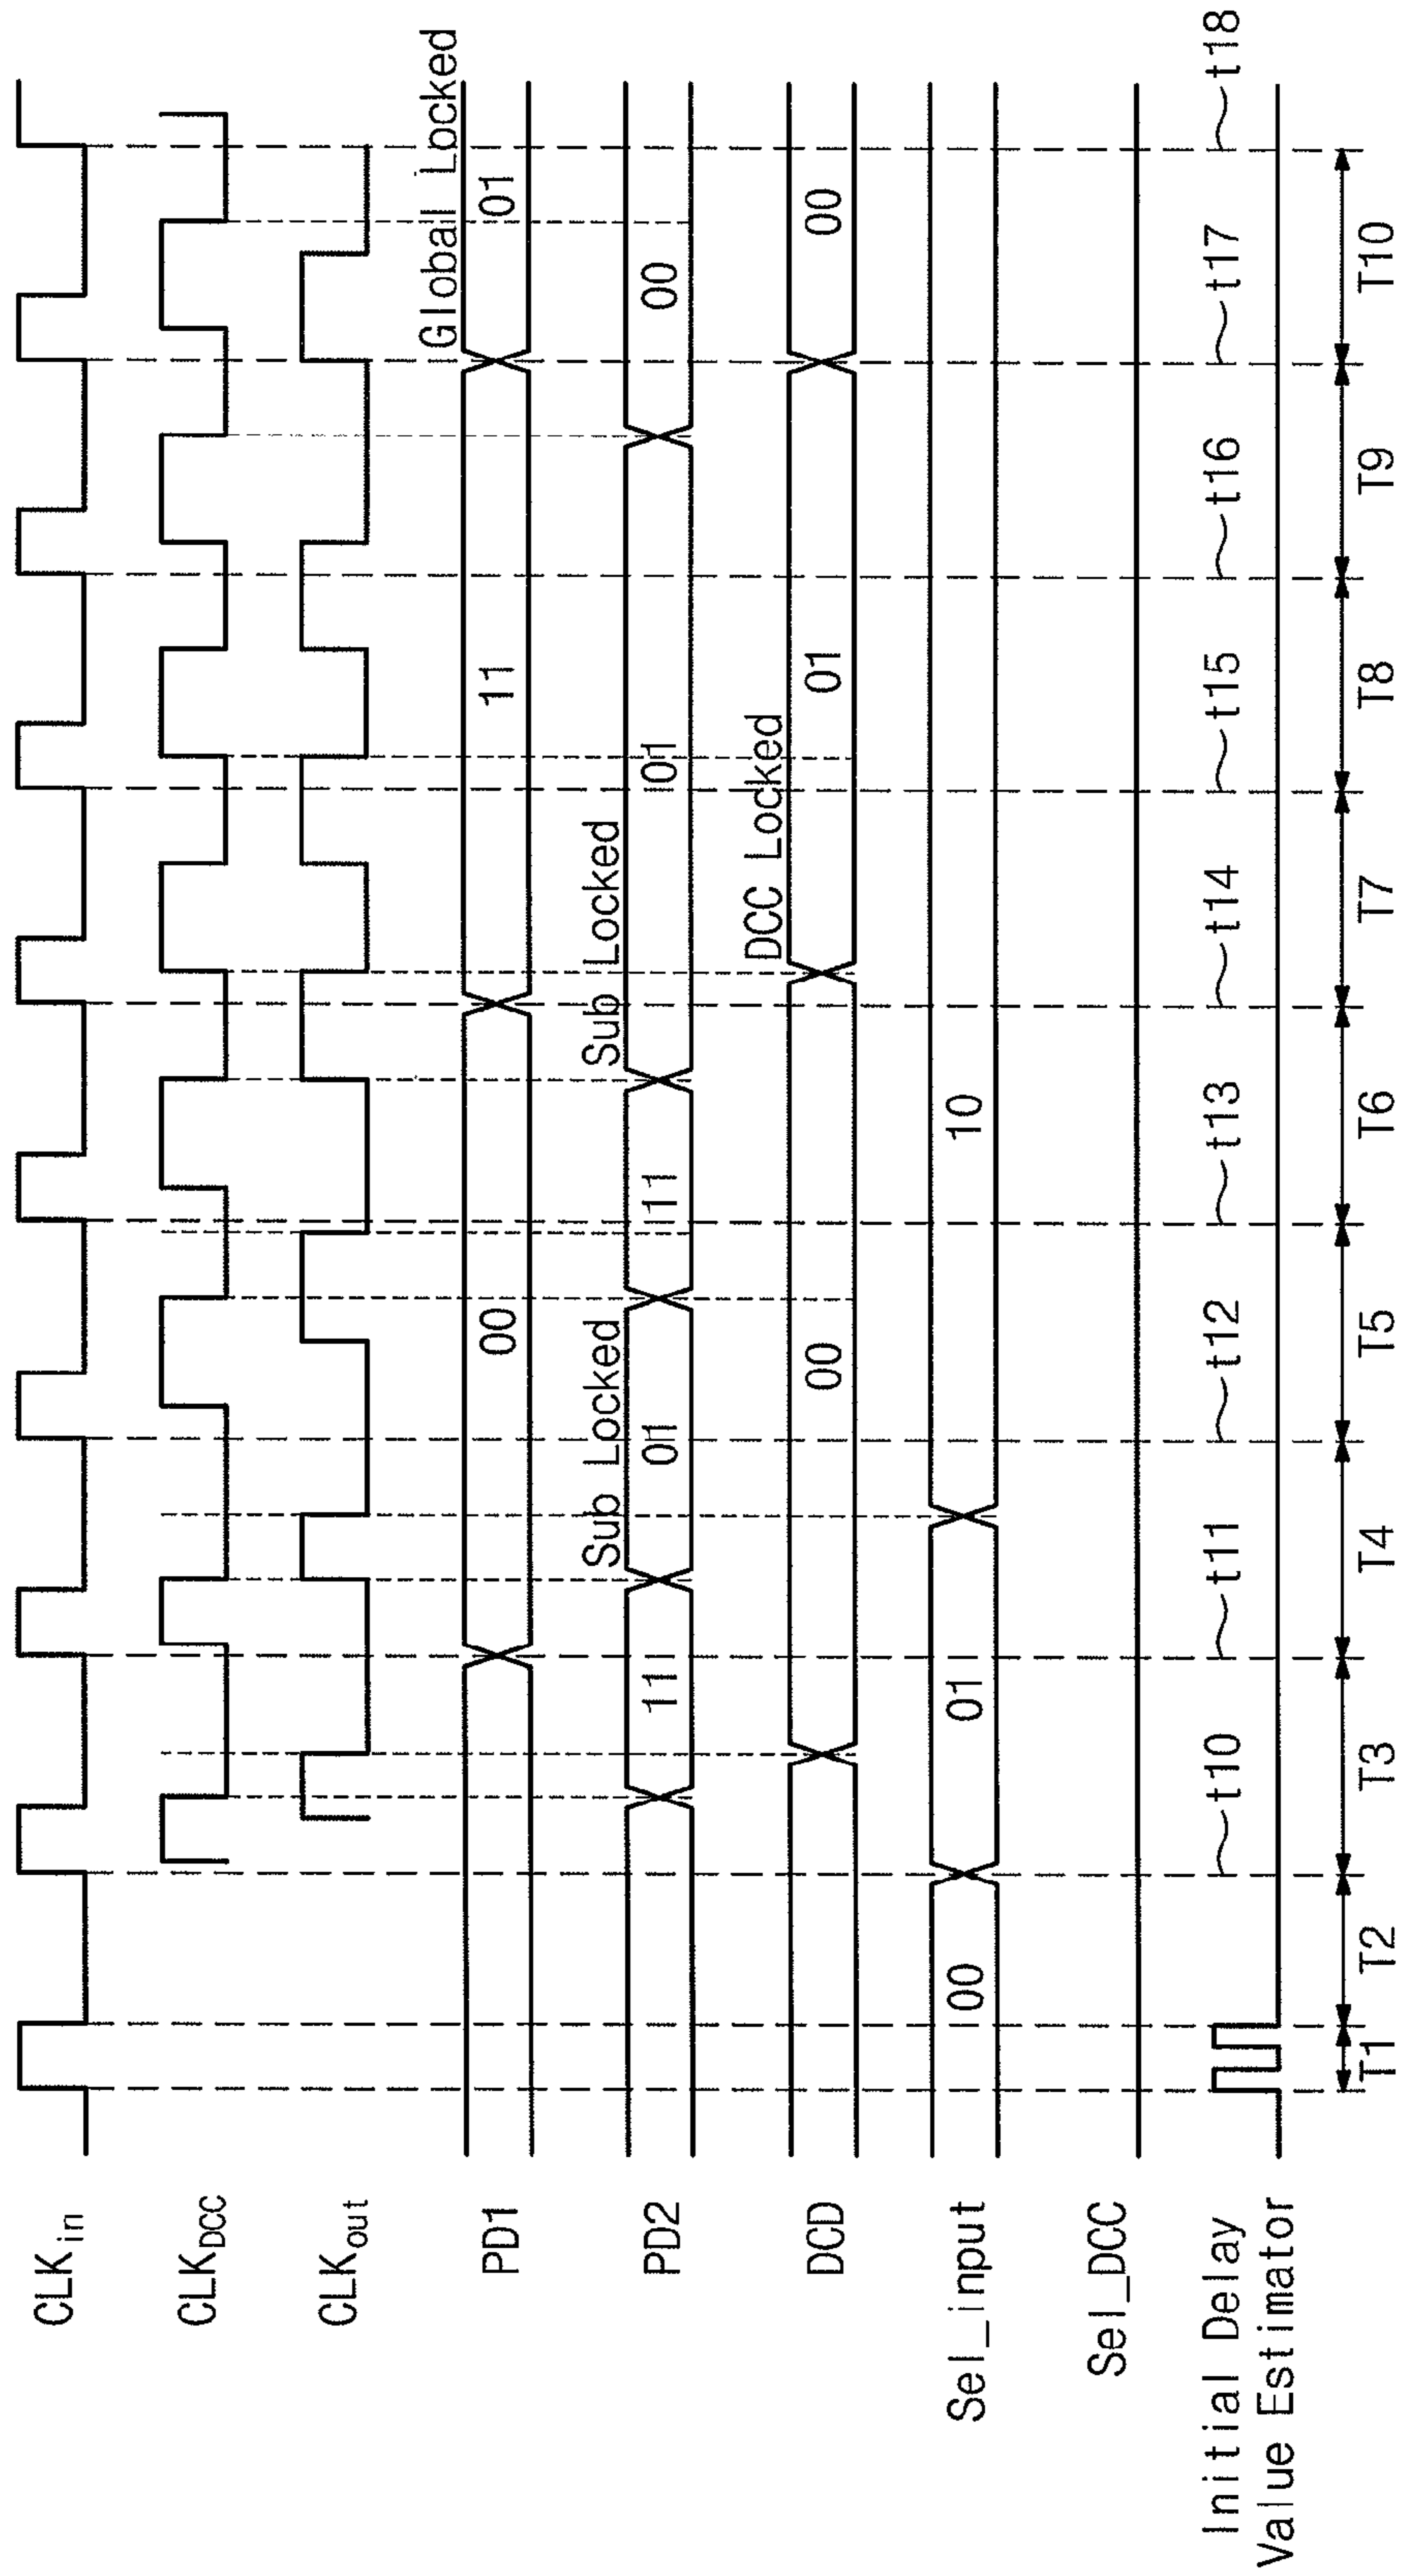 CLKin
CLKDCC
CLKout
PD1
00
11
Global Locked
01
PD2
11
Sub Locked
01
11
Sub Locked
01
00
DCD
00
DCC Locked
01
00
Sel_input
00
01
10
Sel_DCC
Initial Delay
Value Estimator
t10
t11
t12
t13
t14
t15
t16
t17
t18
T1
T2
T3
T4
T5
T6
T7
T8
T9
T10